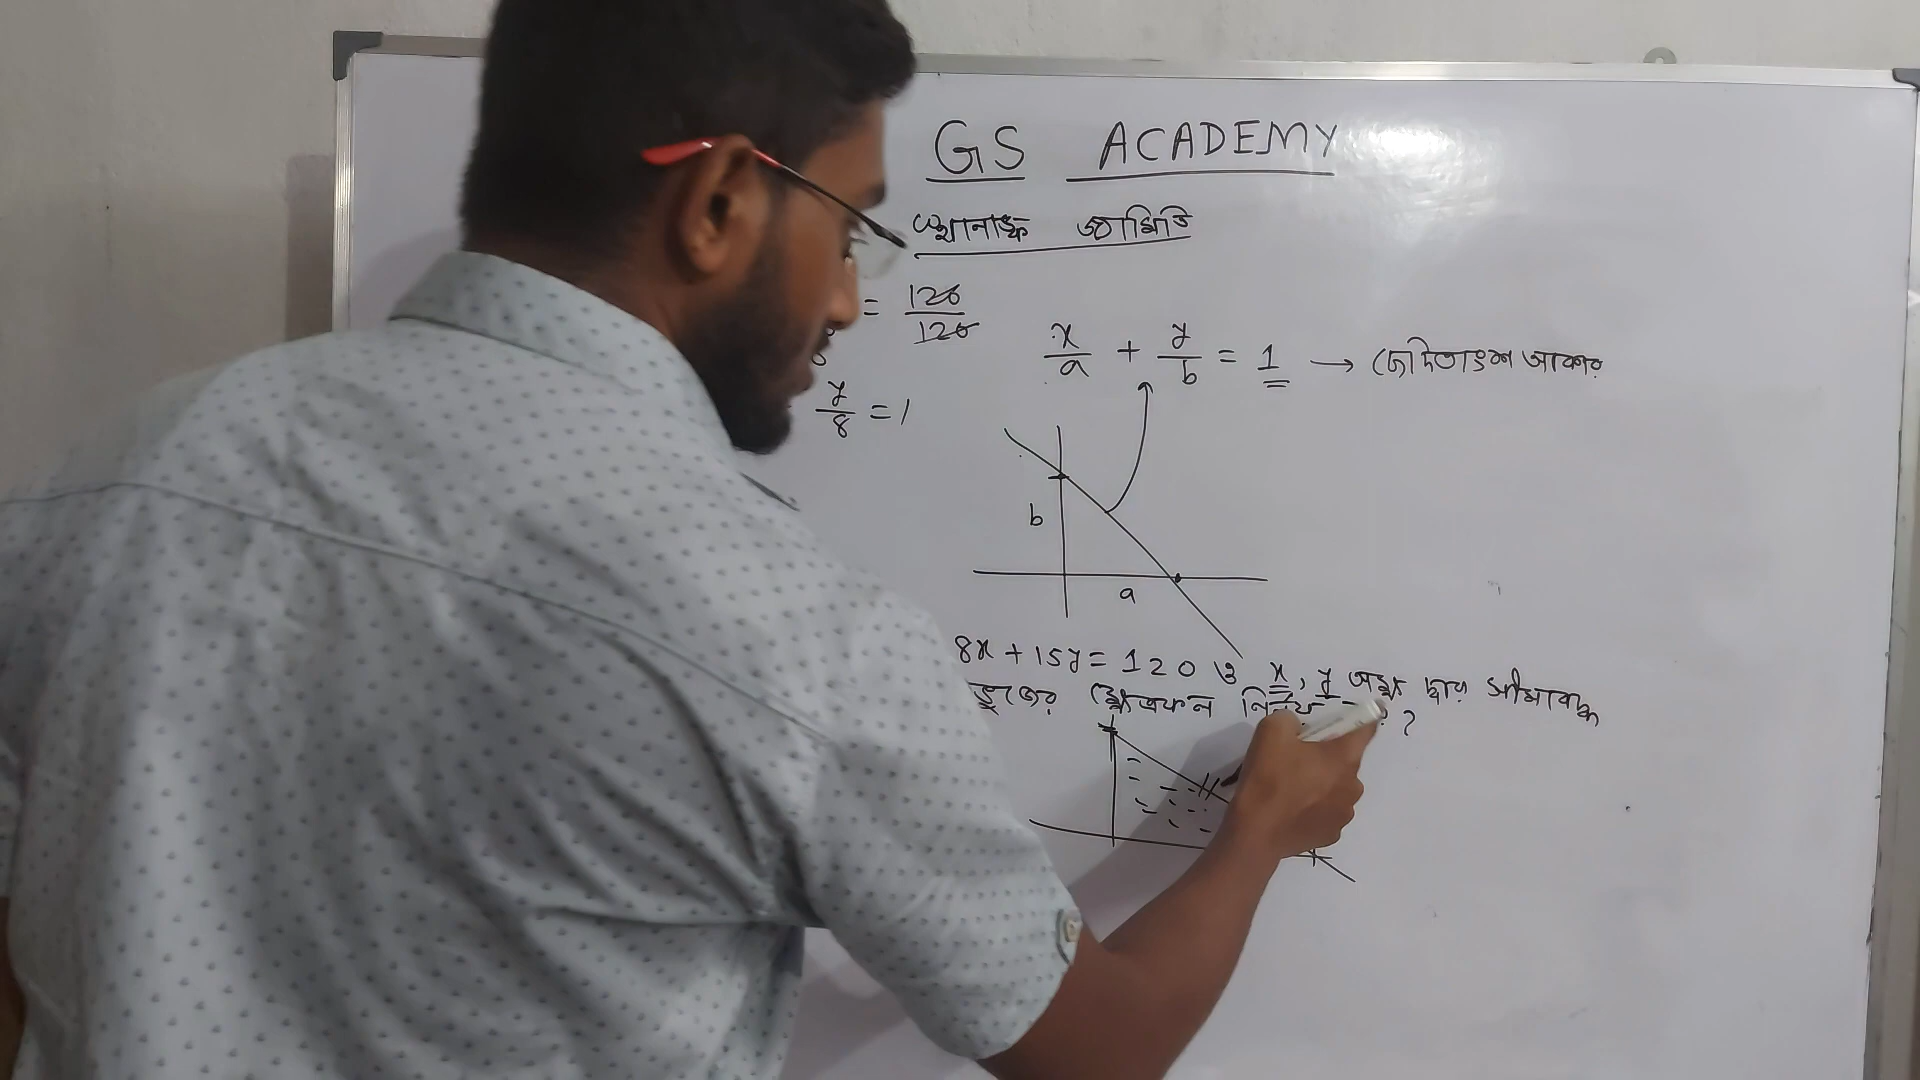 GS ACADEMY
স্থানাঙ্ক জ্যামিতি
= 120/120
x/a + y/b = 1 → ছেদিতাংশ আকার
y/8 = 1
b
a
8x + 15y = 120 ও x, y অক্ষ দ্বারা সীমাবদ্ধ
ক্ষেত্রফল ?